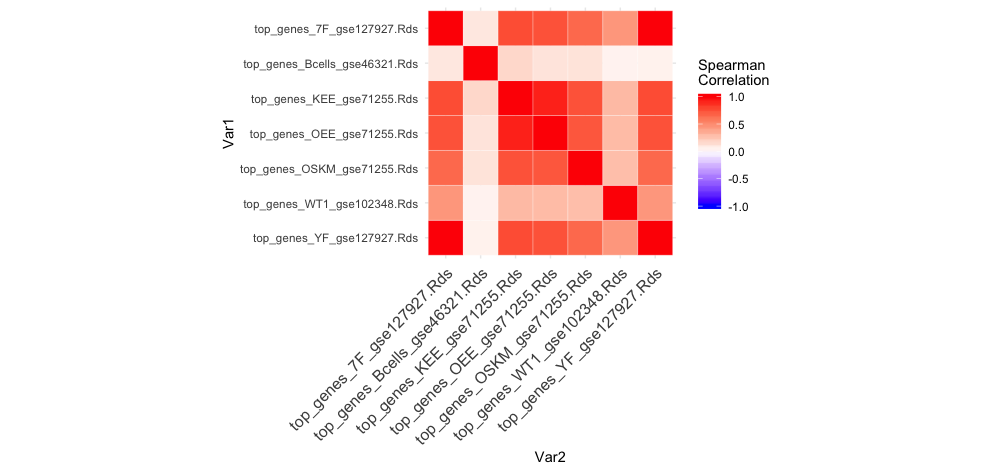 top_genes_7F_gse127927.Rds
top_genes_Bcells_gse46321.Rds
top_genes_KEE_gse71255.Rds
top_genes_OEE_gse71255.Rds
top_genes_OSKM_gse71255.Rds
top_genes_WT1_gse102348.Rds
top_genes_YF_gse127927.Rds
Var1
Spearman
Correlation
1.0
0.5
0.0
-0.5
-1.0
top_genes_7F_gse127927.Rds
top_genes_Bcells_gse46321.Rds
top_genes_KEE_gse71255.Rds
top_genes_OEE_gse71255.Rds
top_genes_OSKM_gse71255.Rds
top_genes_WT1_gse102348.Rds
top_genes_YF_gse127927.Rds
Var2